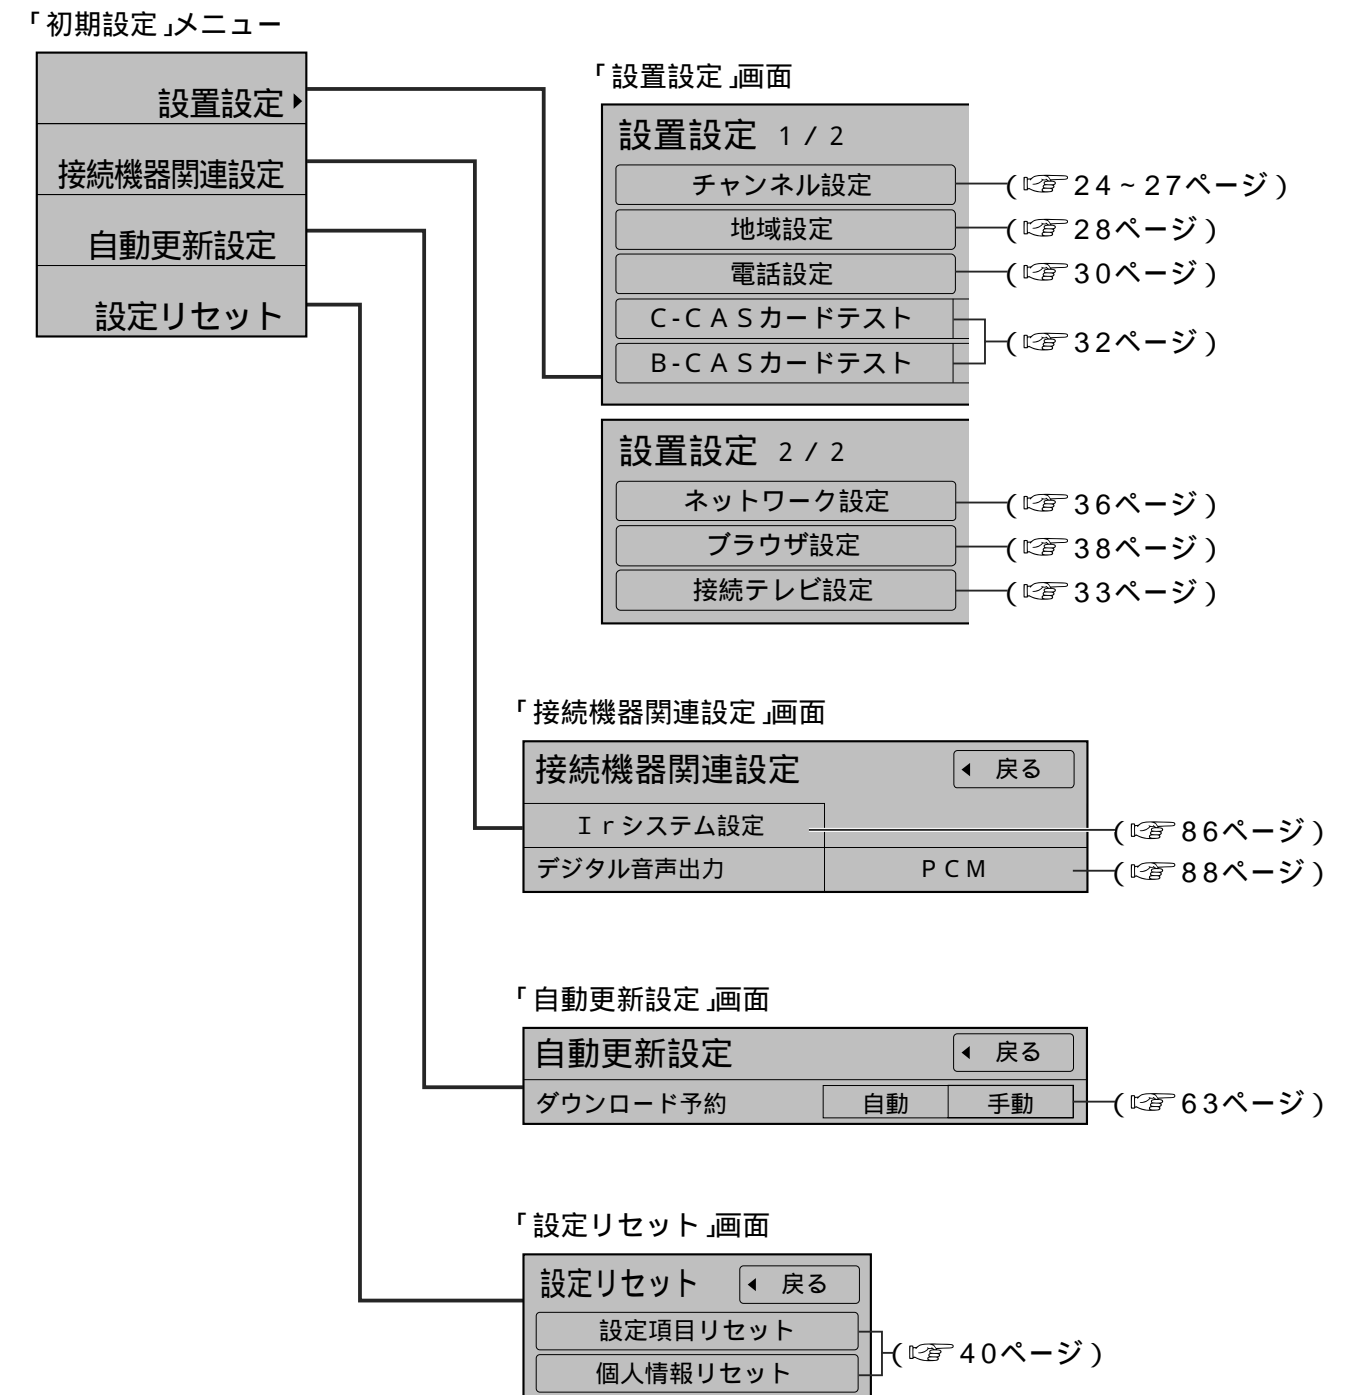 「初期設定」メニュー
設置設定
接続機器関連設定
自動更新設定
設定リセット
「設置設定」画面
設置設定 1/2
チャンネル設定 (☞24~27ページ)
地域設定 (☞28ページ)
電話設定 (☞30ページ)
C-CASカードテスト
B-CASカードテスト
(☞32ページ)
設置設定 2/2
ネットワーク設定 (☞36ページ)
ブラウザ設定 (☞38ページ)
接続テレビ設定 (☞33ページ)
「接続機器関連設定」画面
接続機器関連設定 戻る
Irシステム設定 (☞86ページ)
デジタル音声出力 PCM (☞88ページ)
「自動更新設定」画面
自動更新設定 戻る
ダウンロード予約 自動 手動 (☞63ページ)
「設定リセット」画面
設定リセット 戻る
設定項目リセット
個人情報リセット
(☞40ページ)